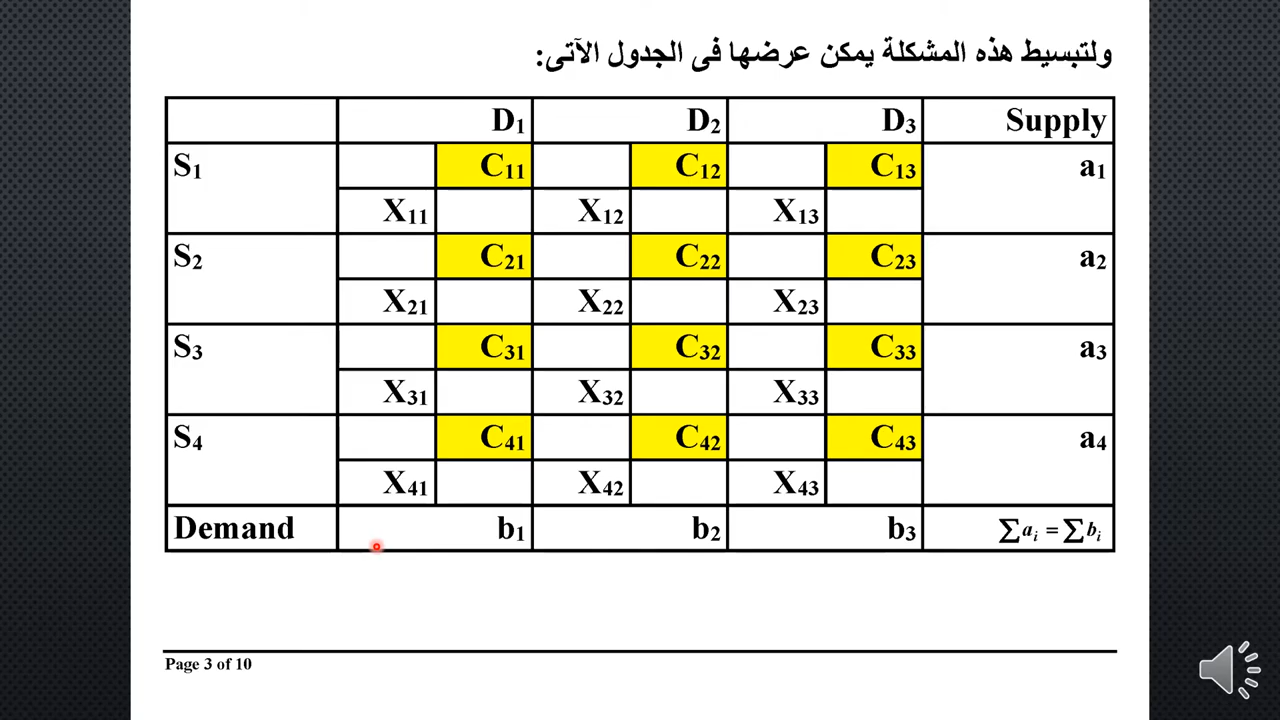 ولتبسيط هذه المشكلة يمكن عرضها فى الجدول الآتى:
D₁ D₂ D₃ Supply
S₁ C₁₁ C₁₂ C₁₃ a₁
X₁₁ X₁₂ X₁₃
S₂ C₂₁ C₂₂ C₂₃ a₂
X₂₁ X₂₂ X₂₃
S₃ C₃₁ C₃₂ C₃₃ a₃
X₃₁ X₃₂ X₃₃
S₄ C₄₁ C₄₂ C₄₃ a₄
X₄₁ X₄₂ X₄₃
Demand b₁ b₂ b₃ ∑aᵢ = ∑bᵢ
Page 3 of 10